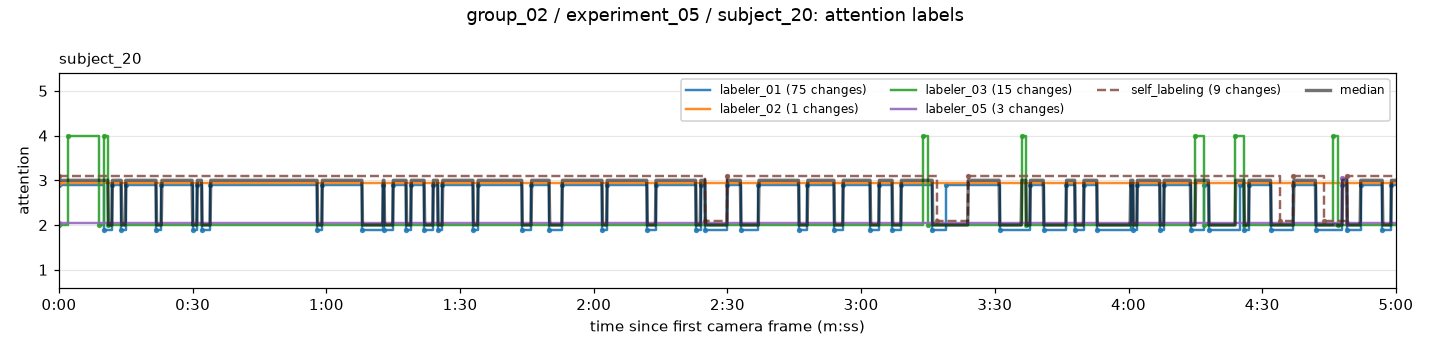 group_02 / experiment_05 / subject_20: attention labels
subject_20
labeler_01 (75 changes)
labeler_02 (1 changes)
labeler_03 (15 changes)
labeler_05 (3 changes)
self_labeling (9 changes)
median
attention
5
4
3
2
1
0:00 0:30 1:00 1:30 2:00 2:30 3:00 3:30 4:00 4:30 5:00
time since first camera frame (m:ss)